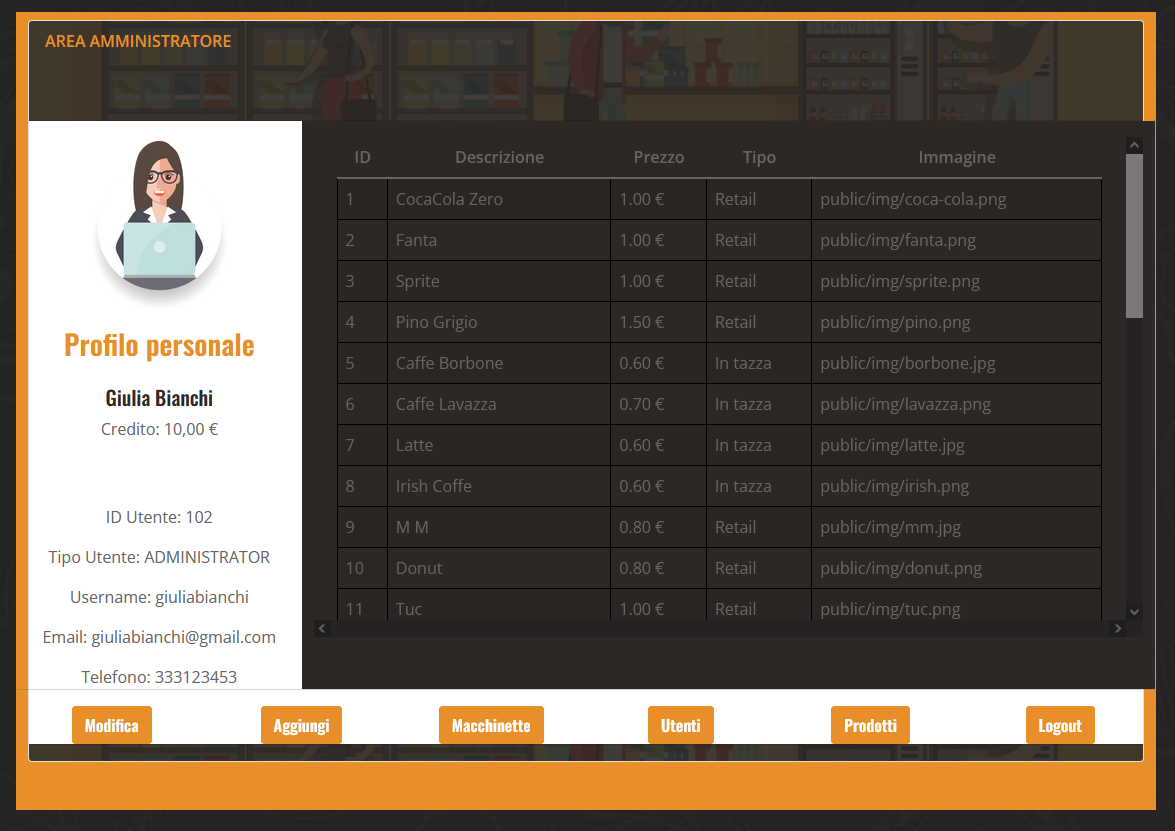 AREA AMMINISTRATORE
Profilo personale
Giulia Bianchi
Credito: 10,00 €
ID Utente: 102
Tipo Utente: ADMINISTRATOR
Username: giuliabianchi
Email: giuliabianchi@gmail.com
Telefono: 333123453
ID Descrizione Prezzo Tipo Immagine
1 CocaCola Zero 1.00 € Retail public/img/coca-cola.png
2 Fanta 1.00 € Retail public/img/fanta.png
3 Sprite 1.00 € Retail public/img/sprite.png
4 Pino Grigio 1.50 € Retail public/img/pino.png
5 Caffe Borbone 0.60 € In tazza public/img/borbone.jpg
6 Caffe Lavazza 0.70 € In tazza public/img/lavazza.png
7 Latte 0.60 € In tazza public/img/latte.jpg
8 Irish Coffe 0.60 € In tazza public/img/irish.png
9 M M 0.80 € Retail public/img/mm.jpg
10 Donut 0.80 € Retail public/img/donut.png
11 Tuc 1.00 € Retail public/img/tuc.png
Modifica Aggiungi Macchinette Utenti Prodotti Logout